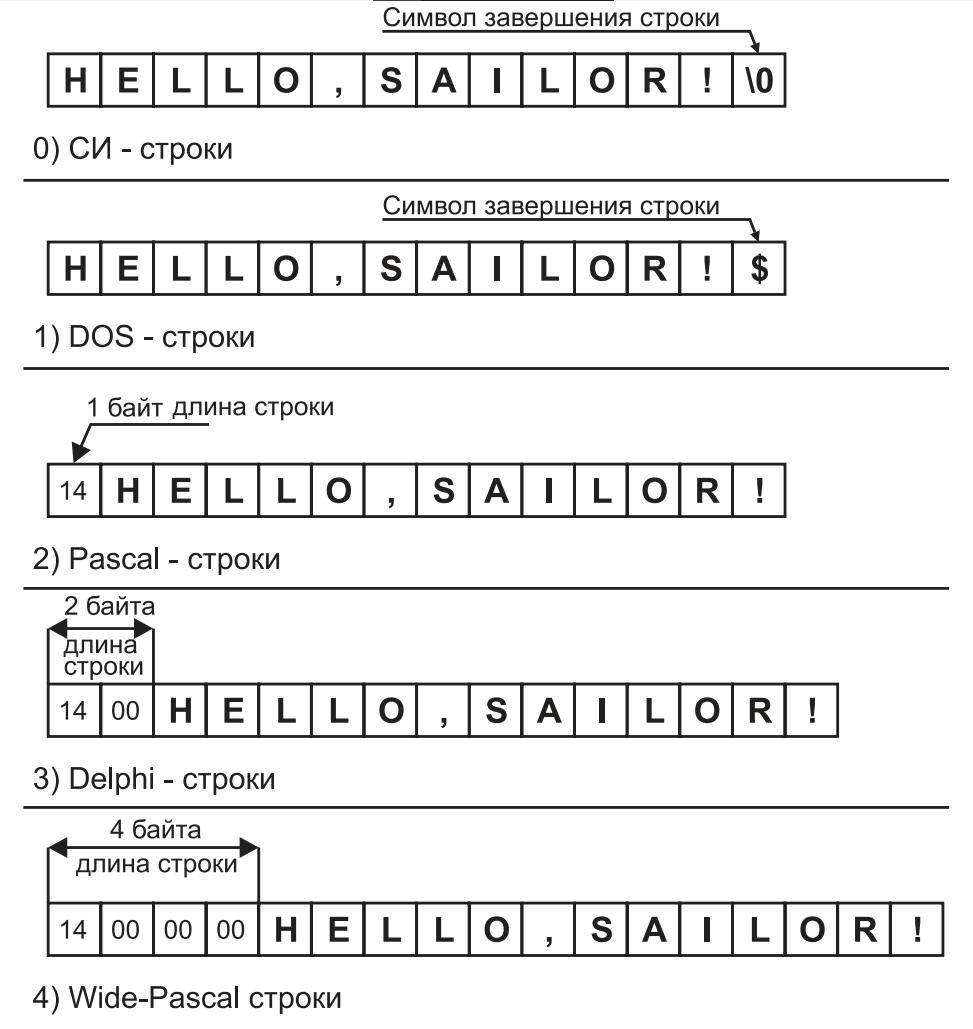 Символ завершения строки
H E L L O , S A I L O R ! \0
0) СИ - строки
Символ завершения строки
H E L L O , S A I L O R ! $
1) DOS - строки
1 байт длина строки
14 H E L L O , S A I L O R !
2) Pascal - строки
2 байта
длина
строки
14 00 H E L L O , S A I L O R !
3) Delphi - строки
4 байта
длина строки
14 00 00 00 H E L L O , S A I L O R !
4) Wide-Pascal строки